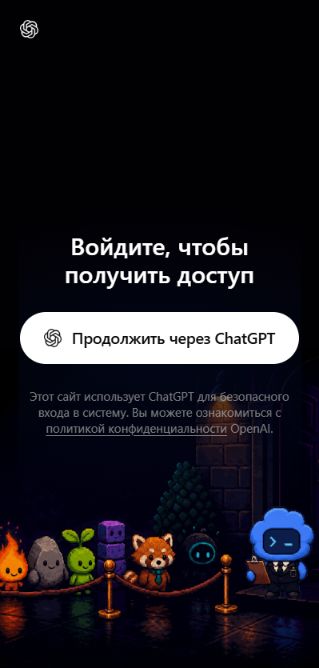 Войдите, чтобы
получить доступ
Продолжить через ChatGPT
Этот сайт использует ChatGPT для безопасного
входа в систему. Вы можете ознакомиться с
политикой конфиденциальности OpenAI.